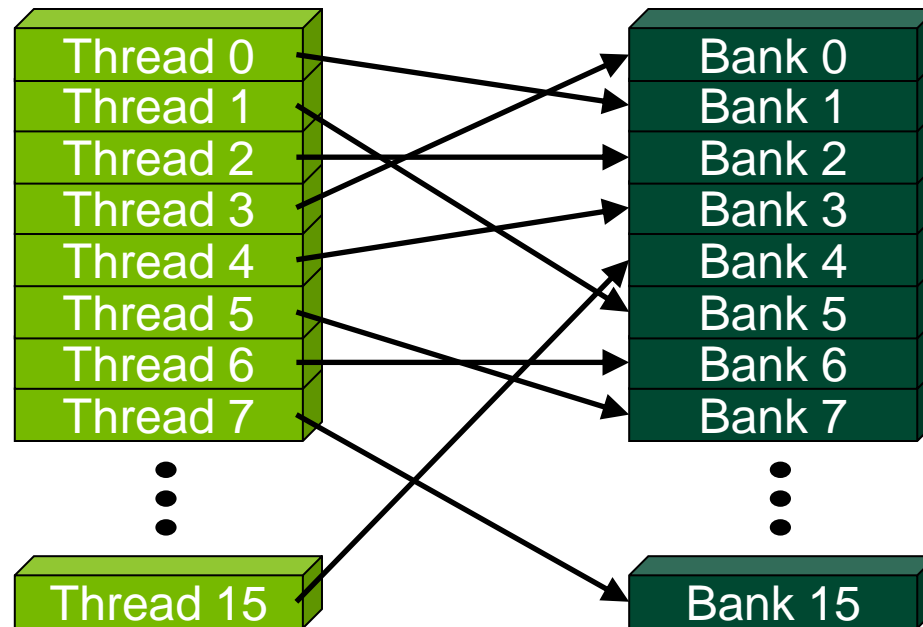 Thread 0
Thread 1
Thread 2
Thread 3
Thread 4
Thread 5
Thread 6
Thread 7
Thread 15
Bank 0
Bank 1
Bank 2
Bank 3
Bank 4
Bank 5
Bank 6
Bank 7
Bank 15